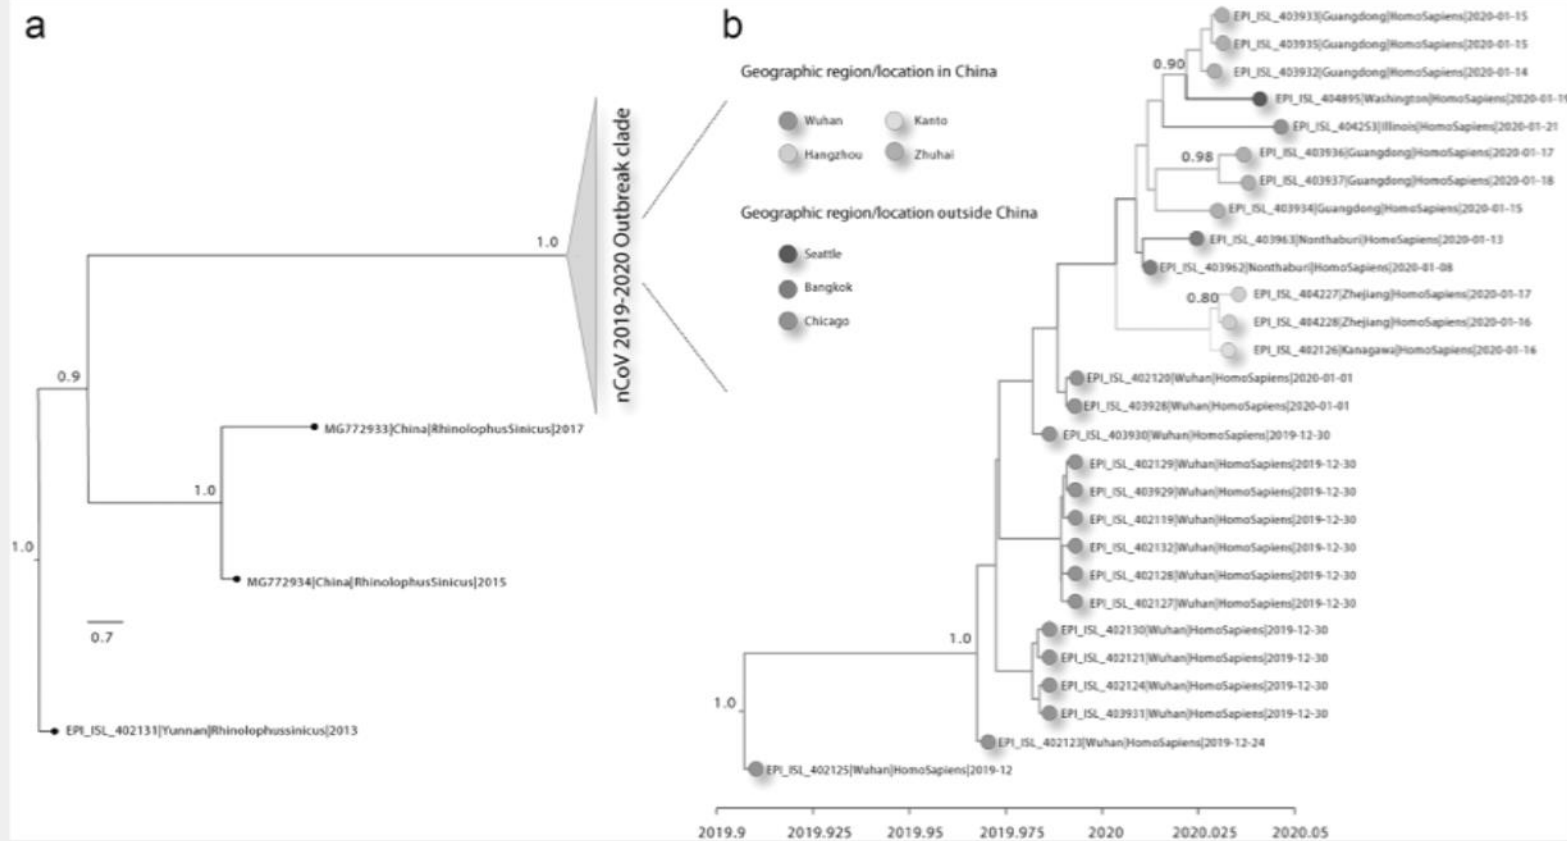 a
1.0
nCoV 2019-2020 Outbreak clade
0.9
MG772933|China|RhinolophusSinicus|2017
1.0
1.0
MG772934|China|RhinolophusSinicus|2015
0.7
EPI_ISL_402131|Yunnan|Rhinolophussinicus|2013
b
Geographic region/location in China
Wuhan
Kanto
Hangzhou
Zhuhai
Geographic region/location outside China
Seattle
Bangkok
Chicago
EPI_ISL_403933|Guangdong|HomoSapiens|2020-01-15
EPI_ISL_403935|Guangdong|HomoSapiens|2020-01-15
0.90
EPI_ISL_403932|Guangdong|HomoSapiens|2020-01-14
EPI_ISL_404895|Washington|HomoSapiens|2020-01-19
EPI_ISL_404253|Illinois|HomoSapiens|2020-01-21
0.98
EPI_ISL_403936|Guangdong|HomoSapiens|2020-01-17
EPI_ISL_403937|Guangdong|HomoSapiens|2020-01-18
EPI_ISL_403934|Guangdong|HomoSapiens|2020-01-15
EPI_ISL_403963|Nonthaburi|HomoSapiens|2020-01-13
EPI_ISL_403962|Nonthaburi|HomoSapiens|2020-01-08
0.80
EPI_ISL_404227|Zhejiang|HomoSapiens|2020-01-17
EPI_ISL_404228|Zhejiang|HomoSapiens|2020-01-16
EPI_ISL_402126|Kanagawa|HomoSapiens|2020-01-16
EPI_ISL_402120|Wuhan|HomoSapiens|2020-01-01
EPI_ISL_403928|Wuhan|HomoSapiens|2020-01-01
EPI_ISL_403930|Wuhan|HomoSapiens|2019-12-30
EPI_ISL_402129|Wuhan|HomoSapiens|2019-12-30
EPI_ISL_403929|Wuhan|HomoSapiens|2019-12-30
EPI_ISL_402119|Wuhan|HomoSapiens|2019-12-30
EPI_ISL_402132|Wuhan|HomoSapiens|2019-12-30
EPI_ISL_402128|Wuhan|HomoSapiens|2019-12-30
EPI_ISL_402127|Wuhan|HomoSapiens|2019-12-30
EPI_ISL_402130|Wuhan|HomoSapiens|2019-12-30
1.0
EPI_ISL_402121|Wuhan|HomoSapiens|2019-12-30
EPI_ISL_402124|Wuhan|HomoSapiens|2019-12-30
1.0
EPI_ISL_403931|Wuhan|HomoSapiens|2019-12-30
EPI_ISL_402123|Wuhan|HomoSapiens|2019-12-24
EPI_ISL_402125|Wuhan|HomoSapiens|2019-12
2019.9 2019.925 2019.95 2019.975 2020 2020.025 2020.05